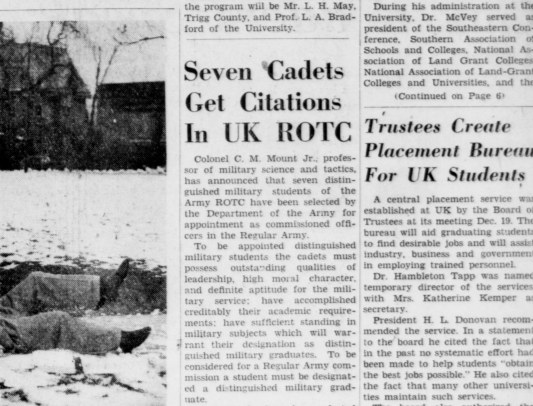 the program wiil be Mr. L. H. May,
Trigg County, and Prof. L. A. Brad-
ford of the University.
Seven Cadets
Get Citations
In UK ROTC
Colonel C. M. Mount Jr., profes-
sor of military science and tactics,
has announced that seven distin-
guished military students of the
Army ROTC have been selected by
the Department of the Army for
appointment as commissioned offi-
cers in the Regular Army.
To be appointed distinguished
military students the cadets must
possess outstanding qualities of
leadership, high moral character,
and definite aptitude for the mili-
tary service; have accomplished
creditably their academic require-
ments; have sufficient standing in
military subjects which will war-
rant their designation as distin-
guished military graduates. To be
considered for a Regular Army com-
mission a student must be designat-
ed a distinguished military grad-
uate.
During his administration at the
University, Dr. McVey served as
president of the Southeastern Con-
ference, Southern Association of
Schools and Colleges, National As-
sociation of Land Grant Colleges
National Association of Land-Grant
Colleges and Universities, and the
(Continued on Page 6)
Trustees Create
Placement Bureau
For UK Students
A central placement service was
established at UK by the Board of
Trustees at its meeting Dec. 19. The
bureau will aid graduating students
to find desirable jobs and will assist
industry, business and government
in employing trained personnel.
Dr. Hambleton Tapp was named
temporary director of the services
with Mrs. Katherine Kemper as
secretary.
President H. L. Donovan recom-
mended the service. In a statement
to the board he cited the fact that
in the past no systematic effort had
been made to help students "obtain
the best jobs possible." He also cited
the fact that many other universi-
ties maintain such services.